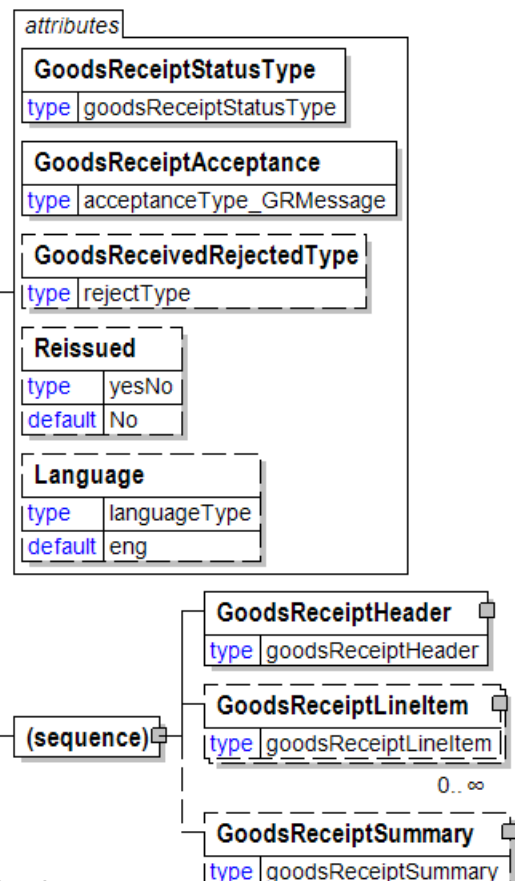 attributes
GoodsReceiptStatusType
type goodsReceiptStatusType
GoodsReceiptAcceptance
type acceptanceType_GRMessage
GoodsReceivedRejectedType
type rejectType
Reissued
type yesNo
default No
Language
type languageType
default eng
GoodsReceiptHeader
type goodsReceiptHeader
GoodsReceiptLineItem
(sequence)
type goodsReceiptLineItem
0..∞
GoodsReceiptSummary
type goodsReceiptSummary